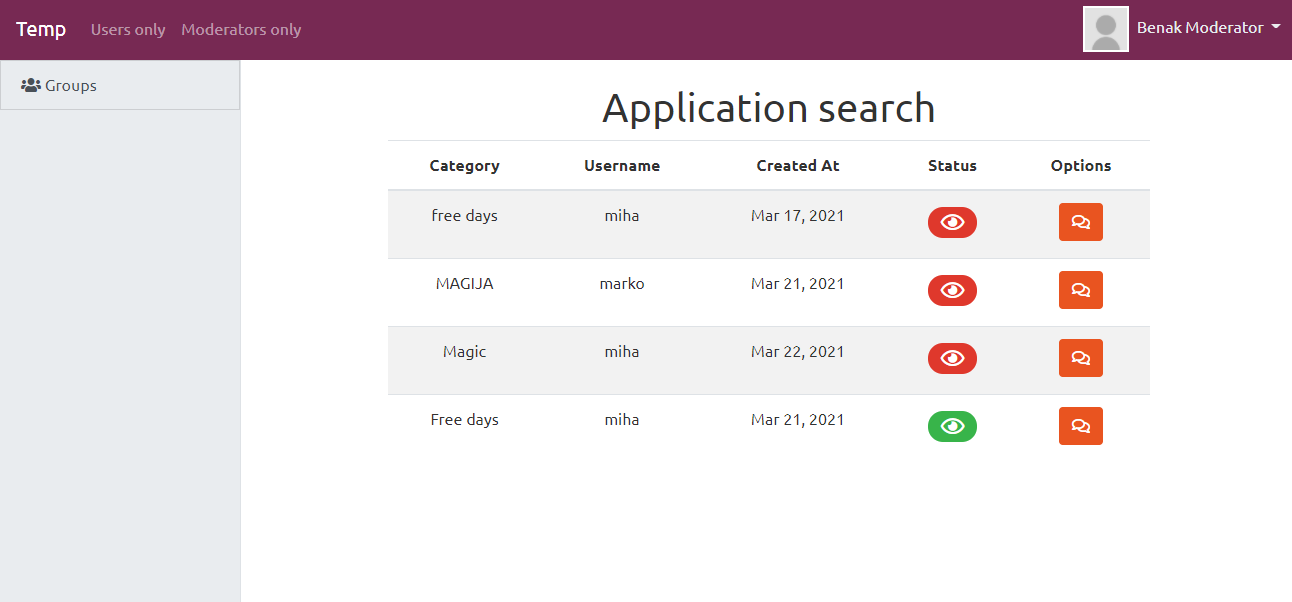 Temp Users only Moderators only Benak Moderator
Groups
Application search
Category Username Created At Status Options
free days miha Mar 17, 2021
MAGIJA marko Mar 21, 2021
Magic miha Mar 22, 2021
Free days miha Mar 21, 2021